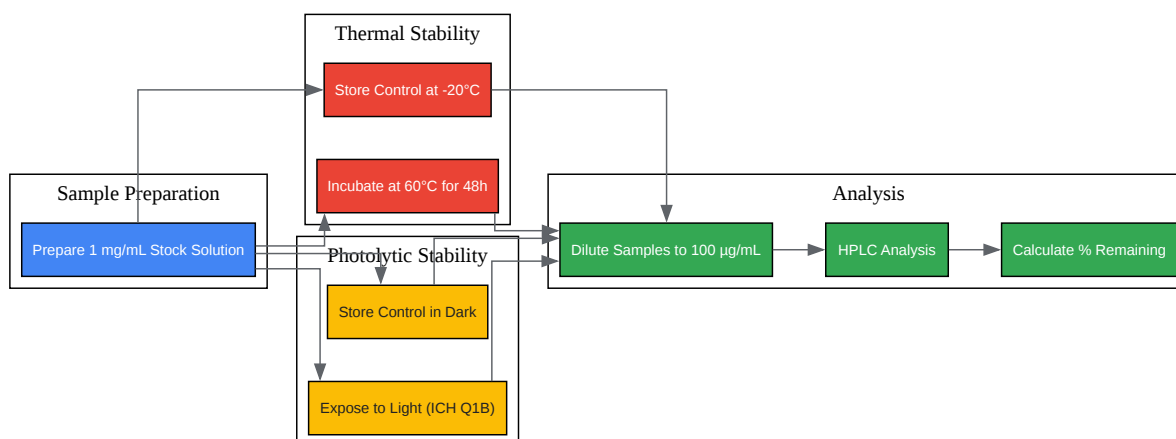 Thermal Stability
Store Control at -20°C
Incubate at 60°C for 48h
Sample Preparation
Prepare 1 mg/mL Stock Solution
Photolytic Stability
Store Control in Dark
Expose to Light (ICH Q1B)
Analysis
Dilute Samples to 100 µg/mL
HPLC Analysis
Calculate % Remaining